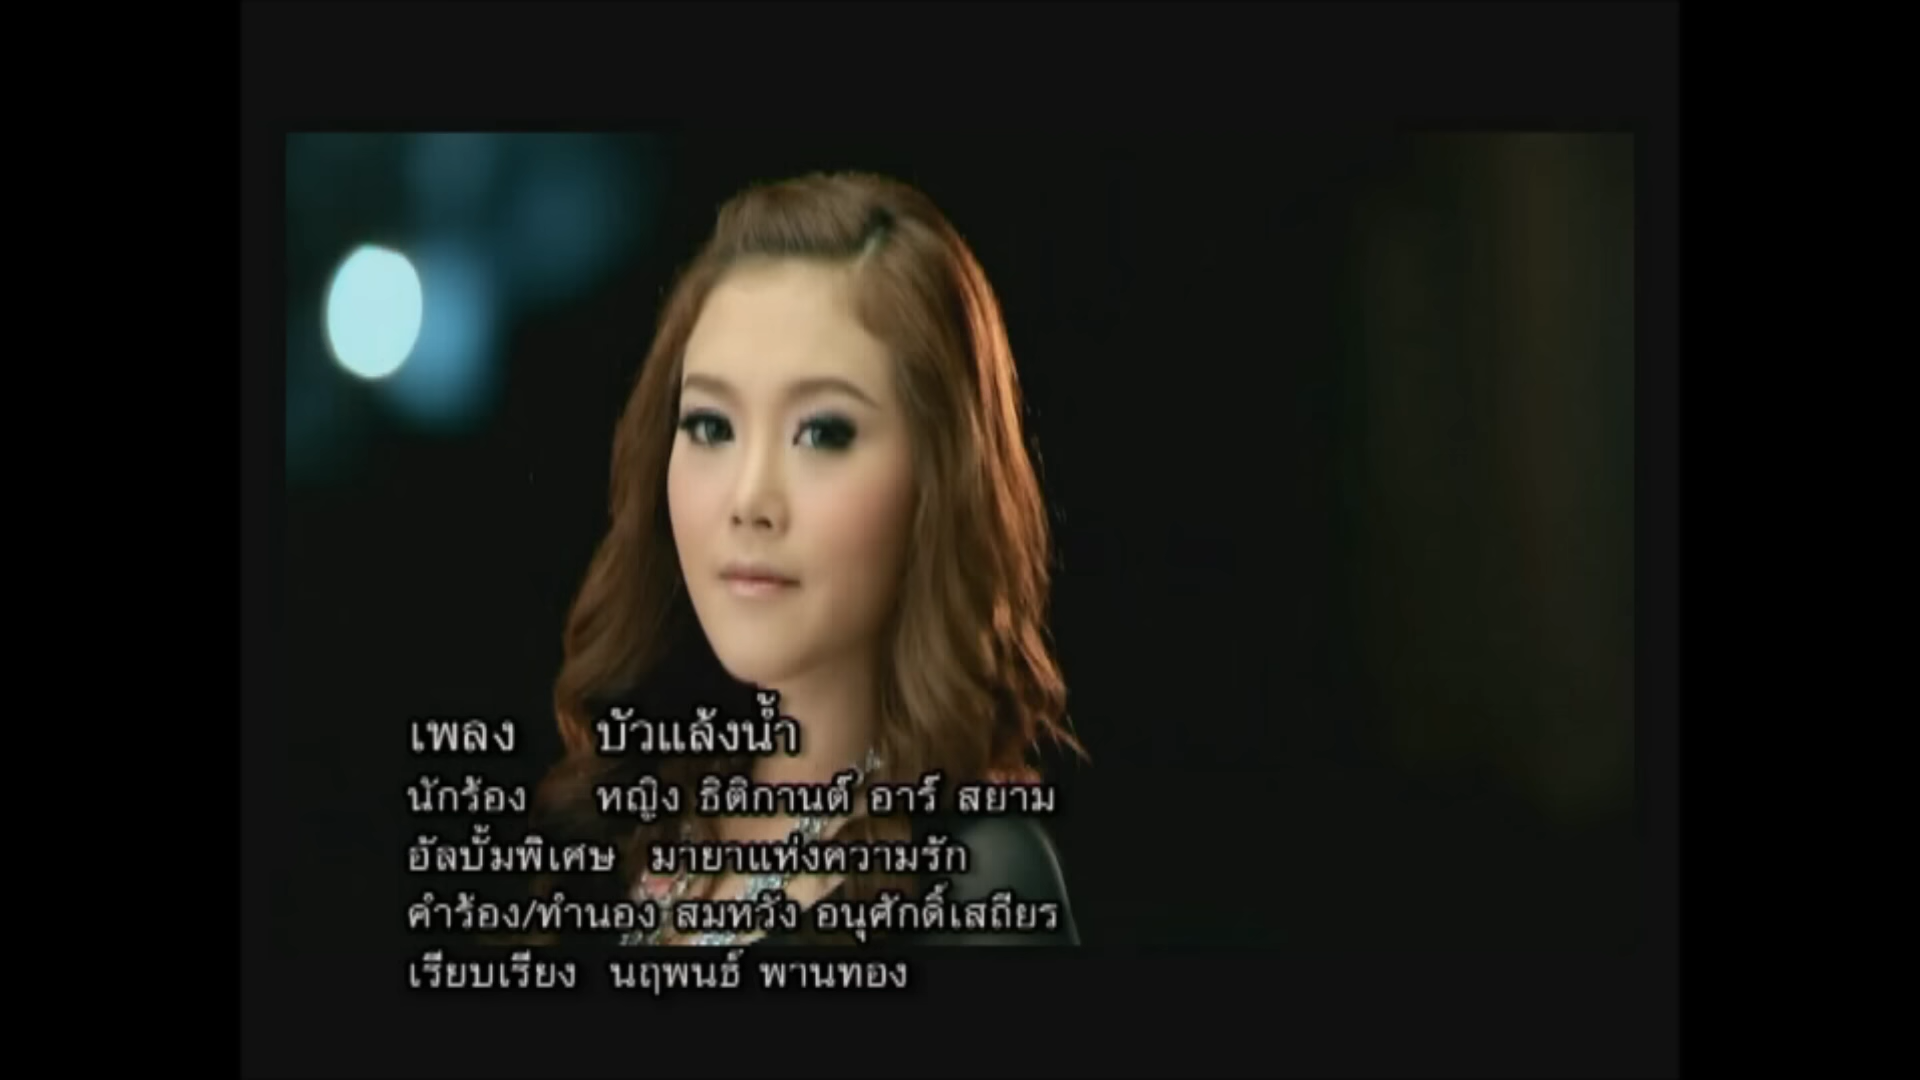 เพลง บัวแล้งน้ำ
นักร้อง หญิง ธิติกานต์ อาร์ สยาม
อัลบั้มพิเศษ มายาแห่งความรัก
คำร้อง/ทำนอง สมหวัง อนุศักดิ์เสถียร
เรียบเรียง นฤพนธ์ พานทอง